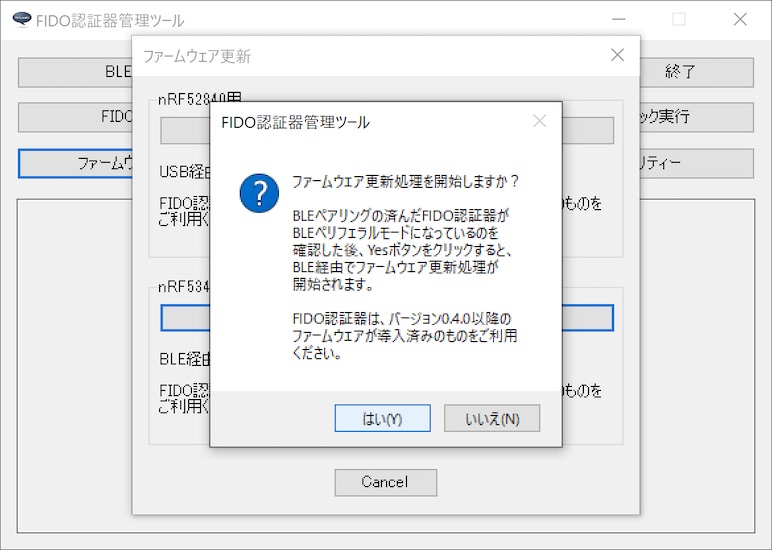 FIDO認証器管理ツール
ファームウェア更新
BLE
終了
nRF52840用
FIDO
ック実行
FIDO認証器管理ツール
ファームウ
リティー
USB経由
ファームウェア更新処理を開始しますか?
FIDO認
のものを
ご利用く
BLEペアリングの済んだFIDO認証器が
BLEペリフェラルモードになっているのを
確認した後、Yesボタンをクリックすると、
BLE経由でファームウェア更新処理が
開始されます。
nRF534
FIDO認証器は、バージョン0.4.0以降の
ファームウェアが導入済みのものをご利用
ください。
BLE経由
FIDO認
のものを
ご利用く
はい(Y)
いいえ(N)
Cancel